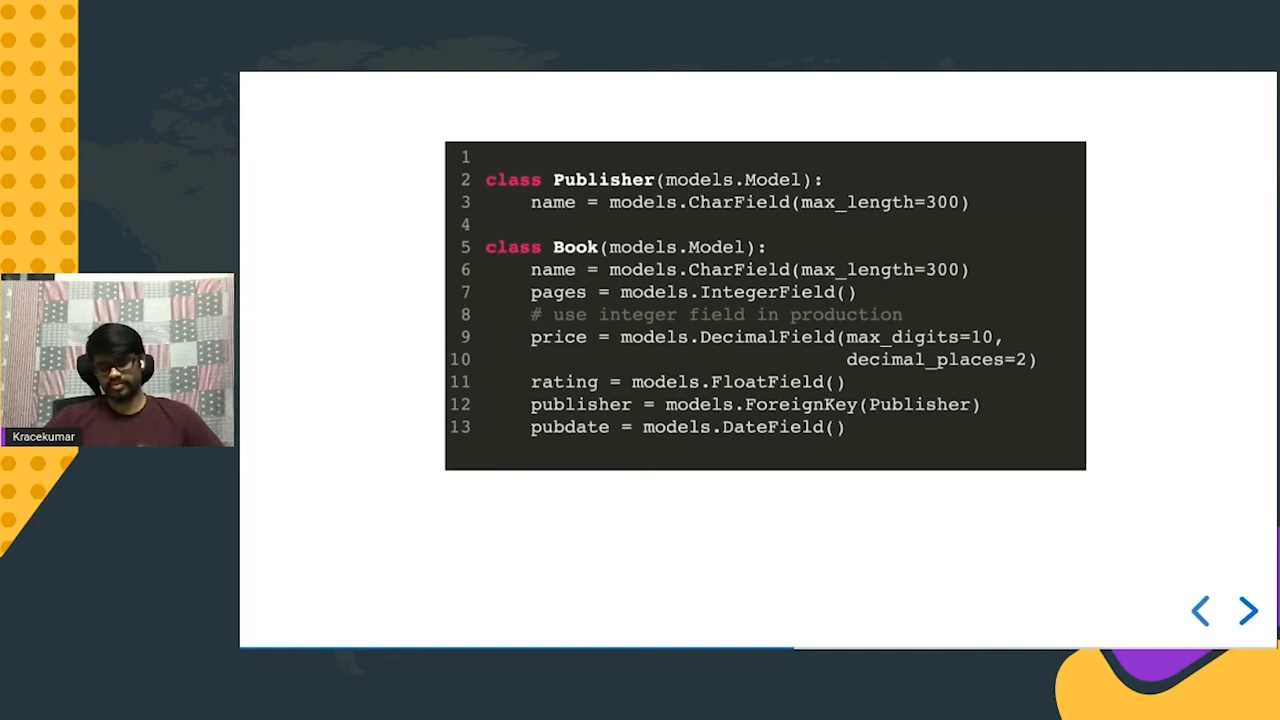 1
2 class Publisher(models.Model):
3     name = models.CharField(max_length=300)
4
5 class Book(models.Model):
6     name = models.CharField(max_length=300)
7     pages = models.IntegerField()
8     # use integer field in production
9     price = models.DecimalField(max_digits=10,
10                                 decimal_places=2)
11     rating = models.FloatField()
12     publisher = models.ForeignKey(Publisher)
13     pubdate = models.DateField()
Kracekumar